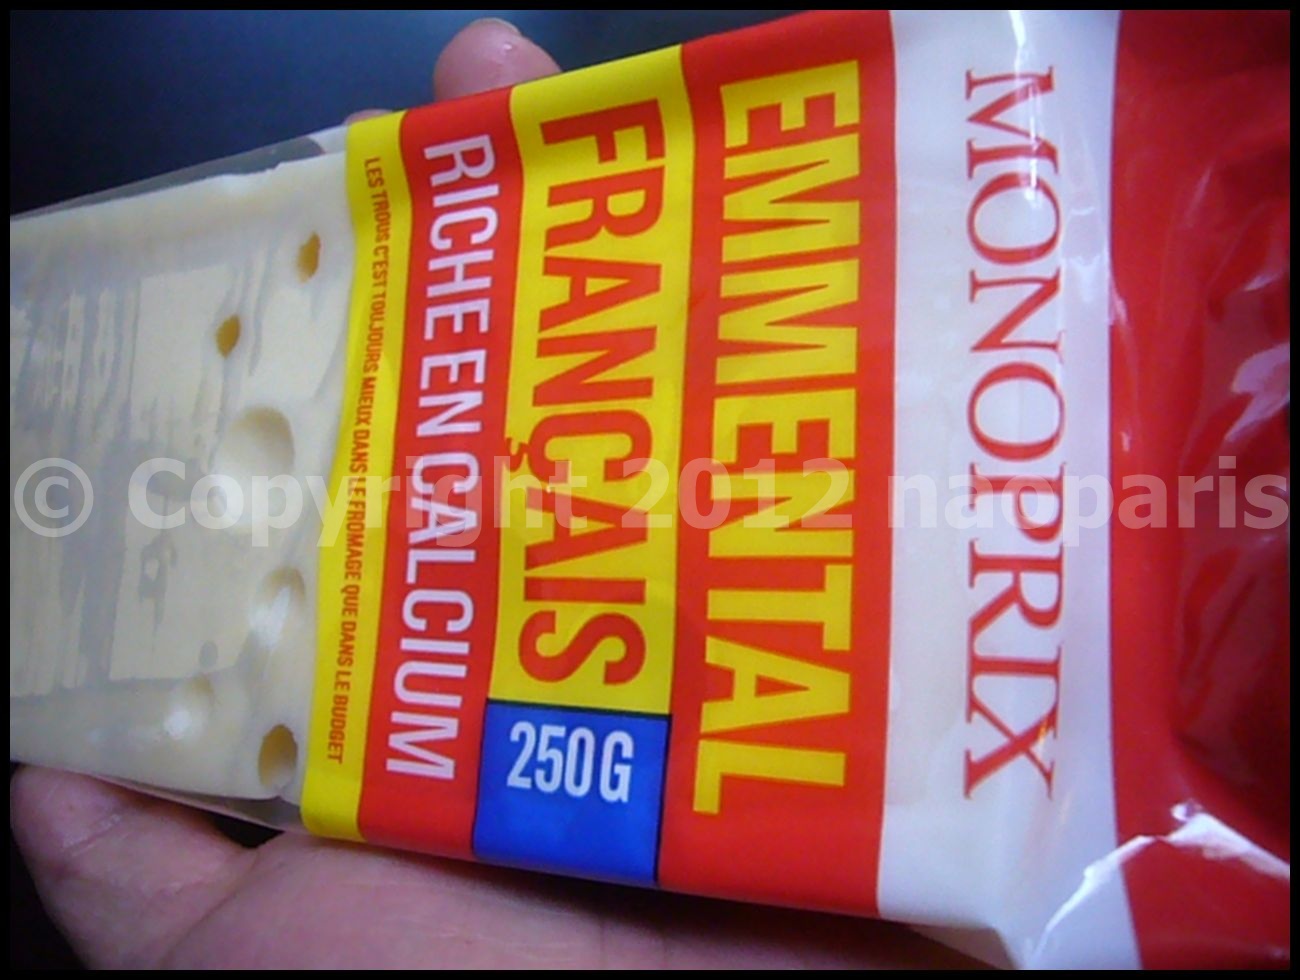 MONOPRIX
EMMENTAL
FRANÇAIS
250G
RICHE EN CALCIUM
LES TROUS C'EST TOUJOURS MIEUX DANS LE FROMAGE QUE DANS LE BUDGET
© Copyright 2012 naoparis